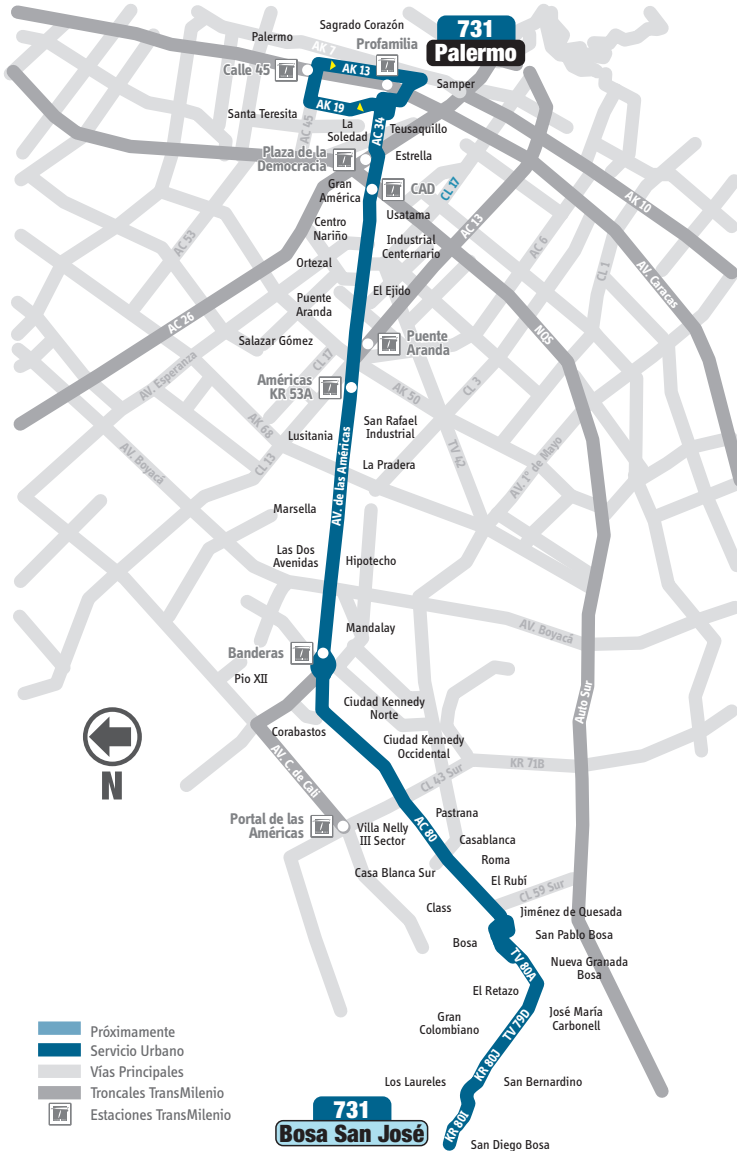 Sagrado Corazón
731
Palermo
Palermo
AK 7
Profamilia
Calle 45
AK 13
Samper
AK 19
Santa Teresita
AC 45
La
Soledad
AC 34
Teusaquillo
Plaza de la
Democracia
Estrella
Gran
América
CAD
CL 17
AK 10
Usatama
Centro
Nariño
AC 13
AC 53
Industrial
Centernario
AC 6
CL 1
Ortezal
AV. Caracas
El Ejido
Puente
Aranda
AC 26
NQS
Salazar Gómez
Puente
Aranda
CL 17
AV. Esperanza
Américas
KR 53A
AK 50
CL 3
AK 68
San Rafael
Industrial
Lusitania
TV 42
AV. 1° de Mayo
AV. Boyacá
CL 13
La Pradera
AV. de las Américas
Marsella
Las Dos
Avenidas
Hipotecho
Mandalay
AV. Boyacá
Banderas
Pio XII
Ciudad Kennedy
Norte
Auto Sur
N
Corabastos
Ciudad Kennedy
Occidental
AV. C. de Cali
KR 71B
CL 43 Sur
Portal de las
Américas
Pastrana
Villa Nelly
III Sector
AC 80
Casablanca
Roma
Casa Blanca Sur
El Rubí
CL 59 Sur
Class
Jiménez de Quesada
Bosa
San Pablo Bosa
TV 80A
Nueva Granada
Bosa
El Retazo
Gran
Colombiano
TV 79D
José María
Carbonell
Próximamente
Servicio Urbano
Vías Principales
Troncales TransMilenio
Estaciones TransMilenio
KR 80J
Los Laureles
San Bernardino
731
Bosa San José
KR 80I
San Diego Bosa